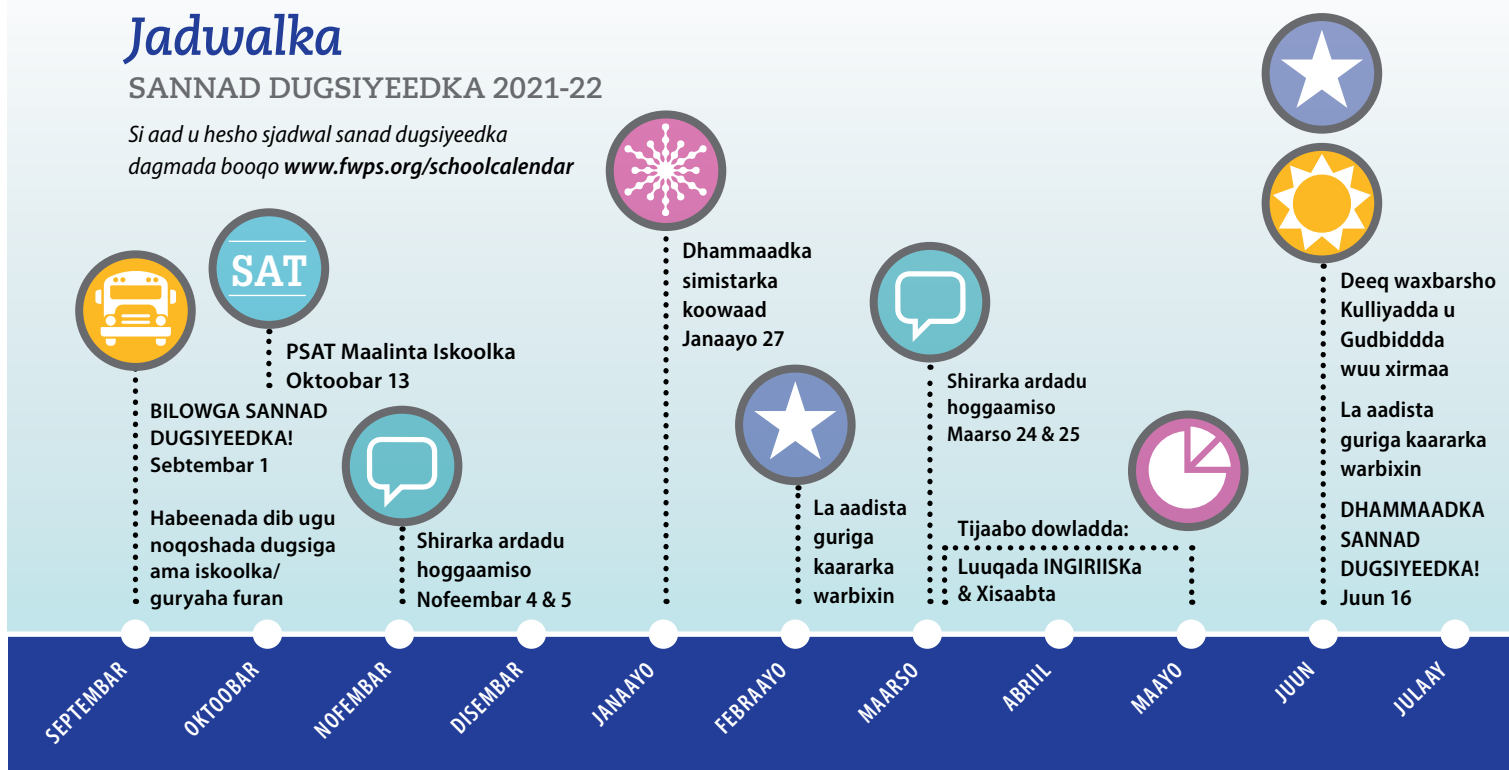 Jadwalka
SANNAD DUGSIYEEDKA 2021-22
Si aad u hesho sjadwal sanad dugsiyeedka
dagmada booqo www.fwps.org/schoolcalendar
BILOWGA SANNAD
DUGSIYEEDKA!
Sebtembar 1
Habeenada dib ugu
noqoshada dugsiga
ama iskoolka/
guryaha furan
SAT
PSAT Maalinta Iskoolka
Oktoobar 13
Shirarka ardadu
hoggaamiso
Nofeembar 4 & 5
Dhammaadka
simistarka
koowaad
Janaayo 27
La aadista
guriga
kaararka
warbixin
Shirarka ardadu
hoggaamiso
Maarso 24 & 25
Tijaabo dowladda:
Luuqada INGIRIISKa
& Xisaabta
Deeq waxbarsho
Kulliyadda u
Gudbiddda
wuu xirmaa
La aadista
guriga kaararka
warbixin
DHAMMAADKA
SANNAD
DUGSIYEEDKA!
Juun 16
SEPTEMBAR
OKTOOBAR
NOFEMBAR
DISEMBAR
JANAAYO
FEBRAAYO
MAARSO
ABRIIL
MAAYO
JUUN
JULAAY